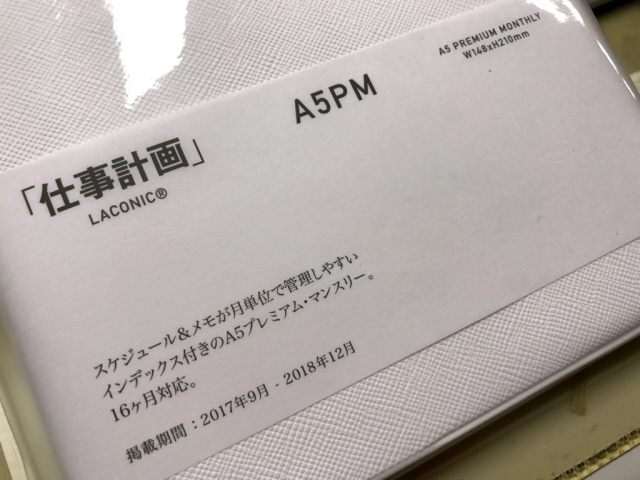 A5 PREMIUM MONTHLY
W148xH210mm
A5PM
「仕事計画」
LACONIC®
スケジュール&メモが月単位で管理しやすい
インデックス付きのA5プレミアム・マンスリー。
16ヶ月対応。
掲載期間：2017年9月 - 2018年12月